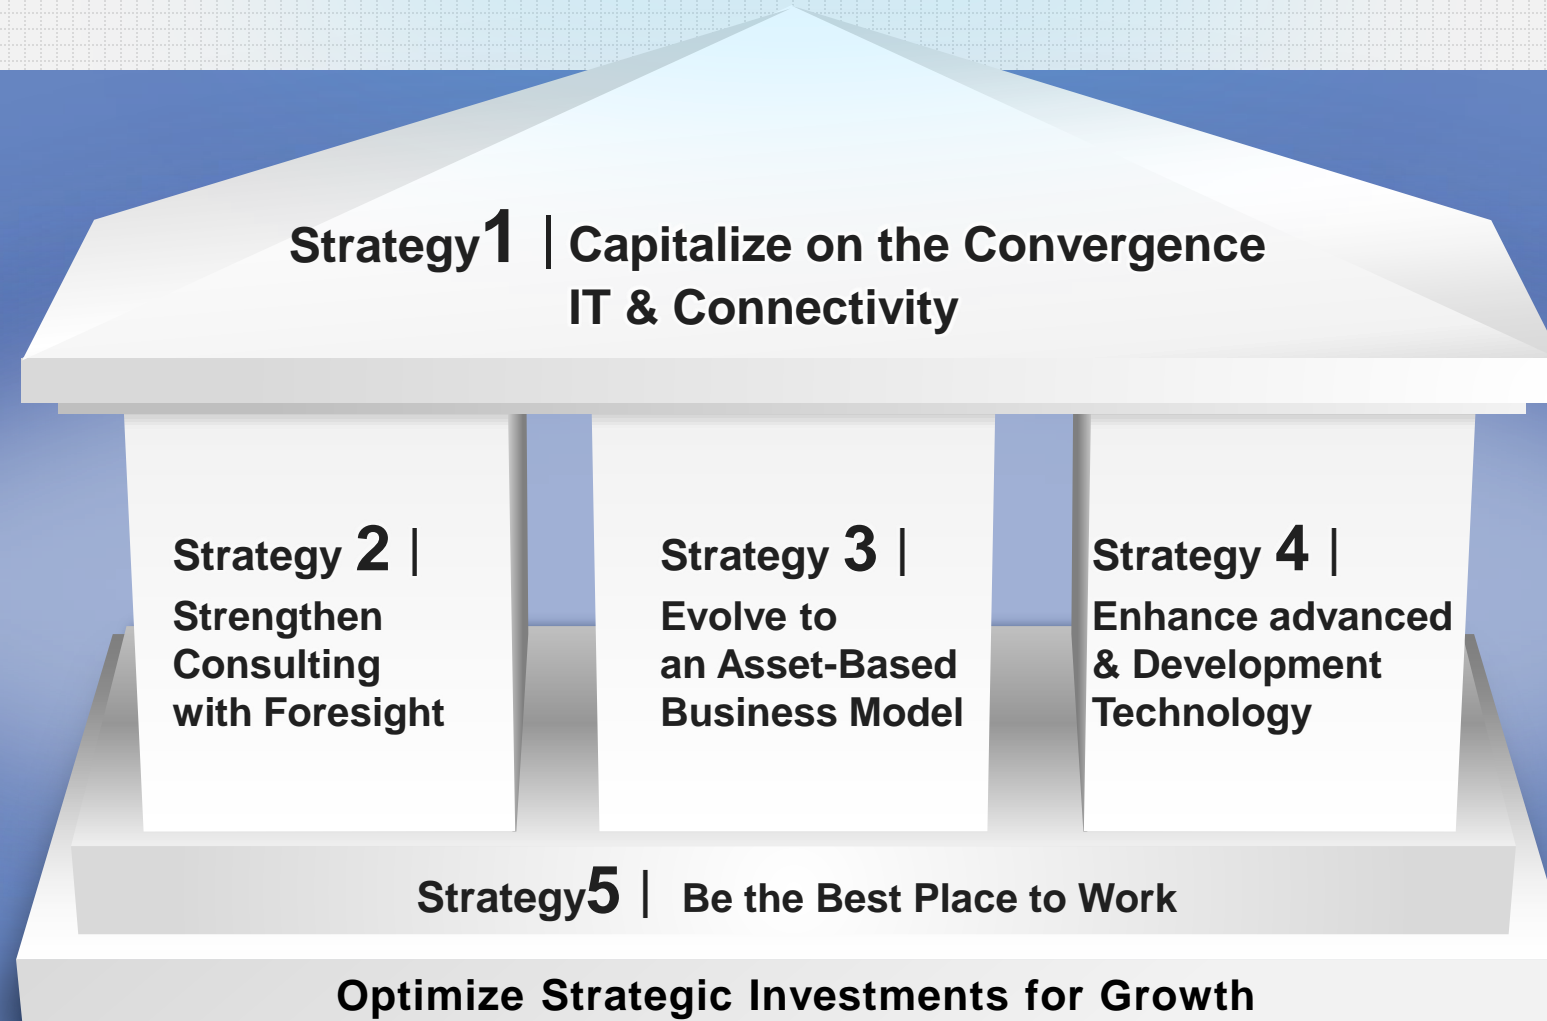 Strategy1 | Capitalize on the Convergence
IT & Connectivity
Strategy 2 |
Strengthen
Consulting
with Foresight
Strategy 3 |
Evolve to
an Asset-Based
Business Model
Strategy 4 |
Enhance advanced
& Development
Technology
Strategy5 | Be the Best Place to Work
Optimize Strategic Investments for Growth